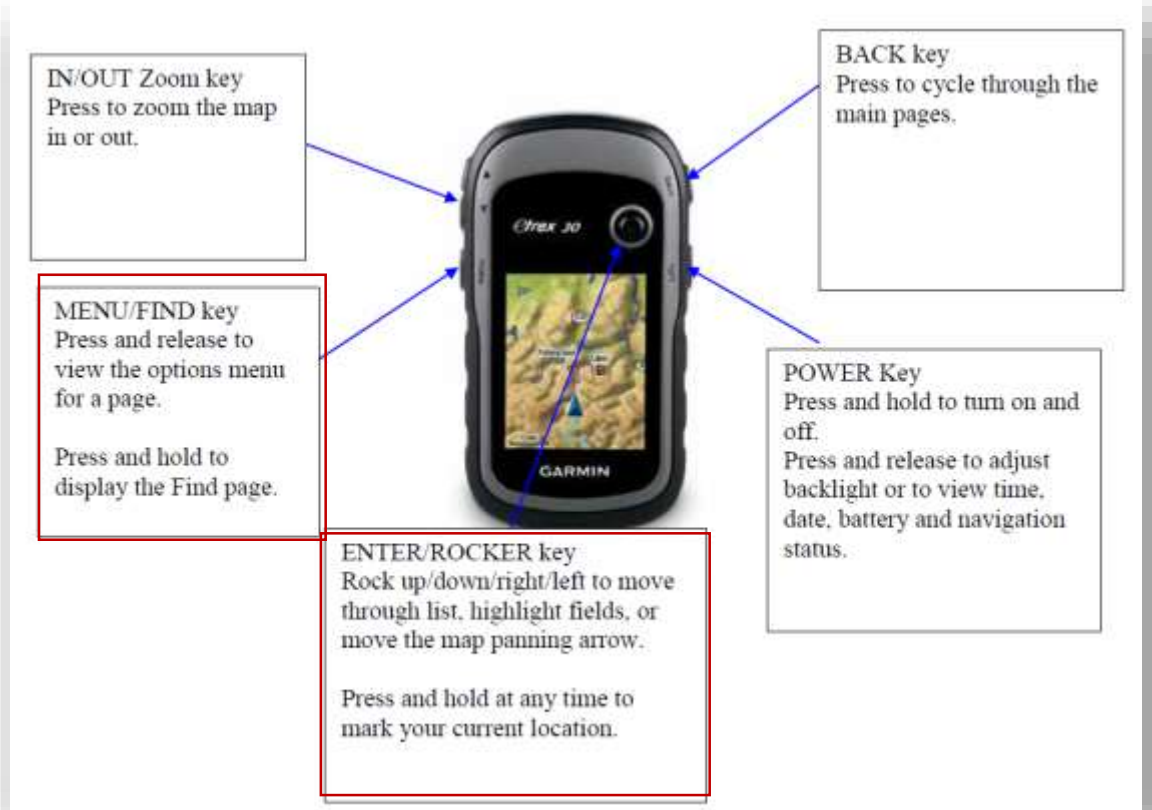 IN/OUT Zoom key
Press to zoom the map
in or out.
BACK key
Press to cycle through the
main pages.
MENU/FIND key
Press and release to
view the options menu
for a page.
Press and hold to
display the Find page.
etrex 30
GARMIN
POWER Key
Press and hold to turn on and
off.
Press and release to adjust
backlight or to view time,
date, battery and navigation
status.
ENTER/ROCKER key
Rock up/down/right/left to move
through list, highlight fields, or
move the map panning arrow.
Press and hold at any time to
mark your current location.